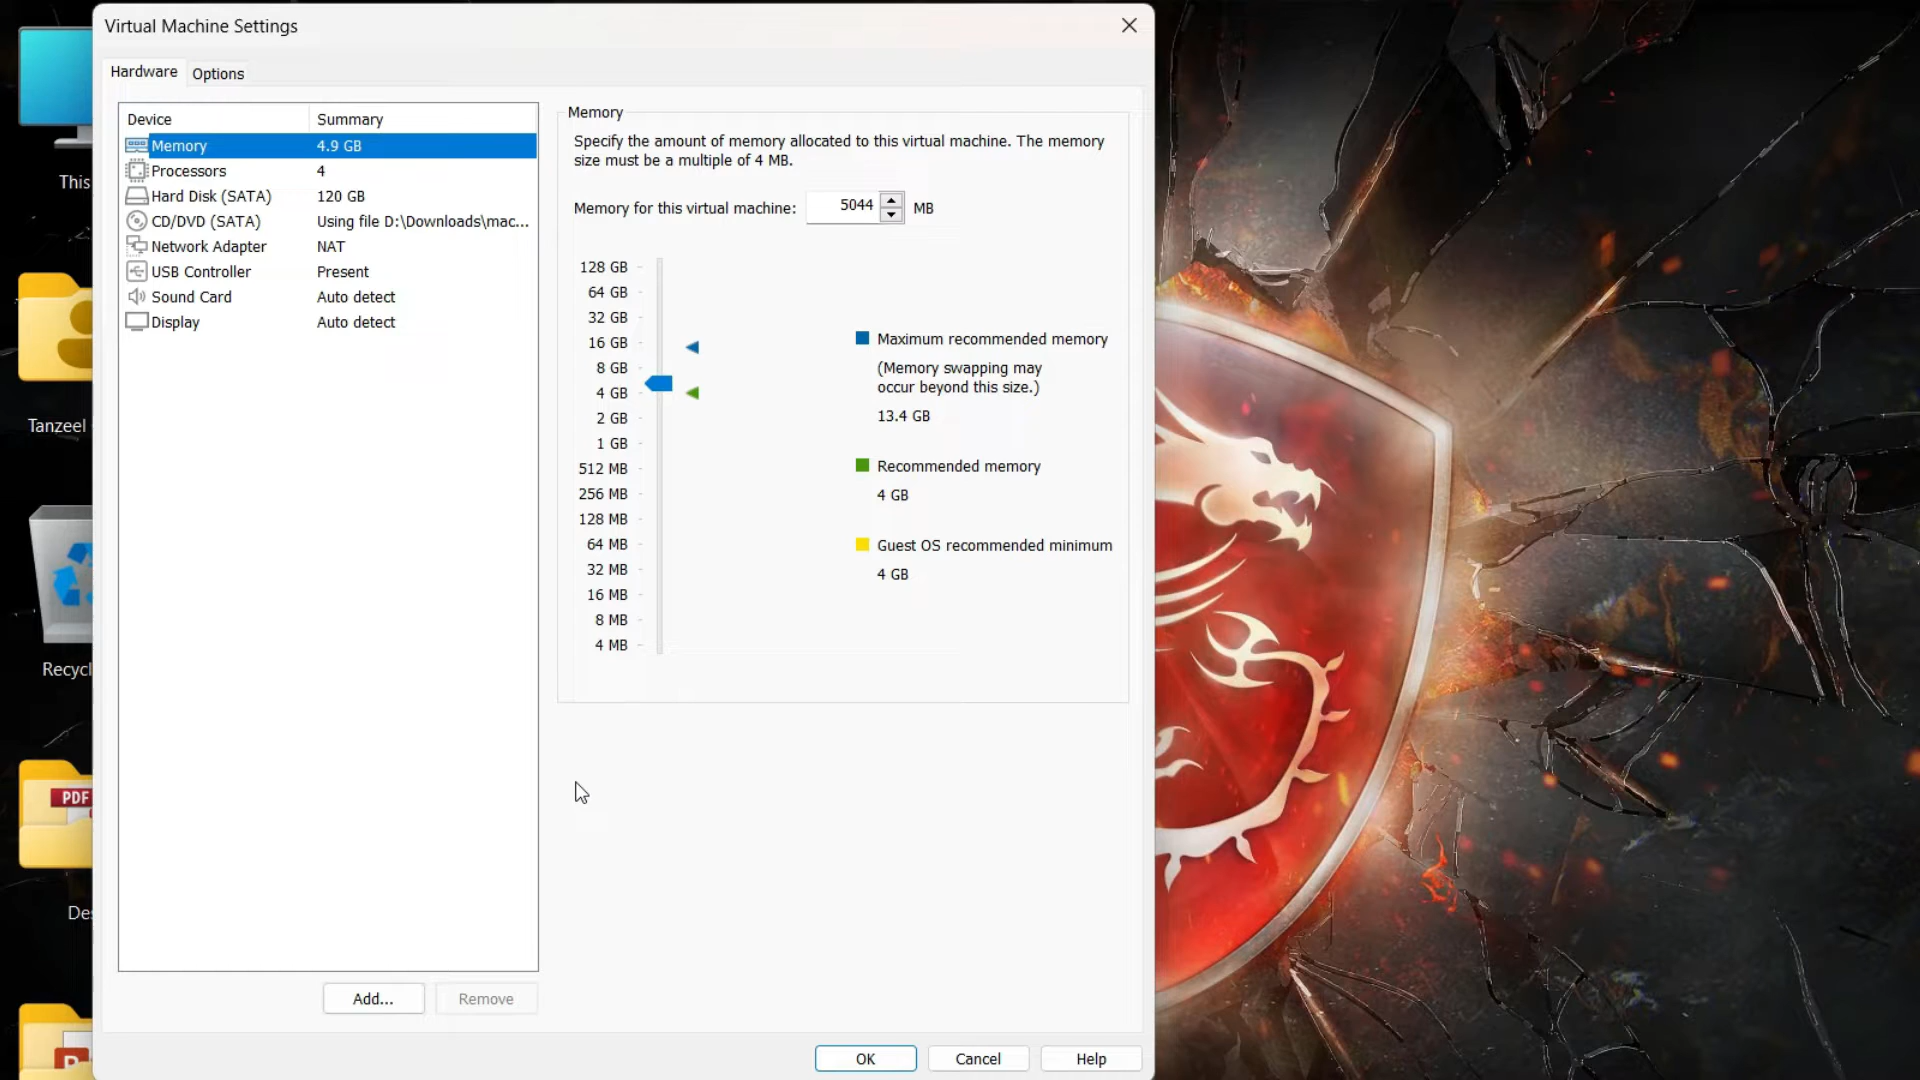 Virtual Machine Settings
Hardware
Options
Device Summary
Memory 4.9 GB
Processors 4
Hard Disk (SATA) 120 GB
CD/DVD (SATA) Using file D:\Downloads\mac...
Network Adapter NAT
USB Controller Present
Sound Card Auto detect
Display Auto detect
Add...
Remove
Memory
Specify the amount of memory allocated to this virtual machine. The memory
size must be a multiple of 4 MB.
Memory for this virtual machine: 5044 MB
128 GB
64 GB
32 GB
16 GB
8 GB
4 GB
2 GB
1 GB
512 MB
256 MB
128 MB
64 MB
32 MB
16 MB
8 MB
4 MB
Maximum recommended memory
(Memory swapping may
occur beyond this size.)
13.4 GB
Recommended memory
4 GB
Guest OS recommended minimum
4 GB
OK
Cancel
Help
This
Tanzeel
Recycl
PDF
Des